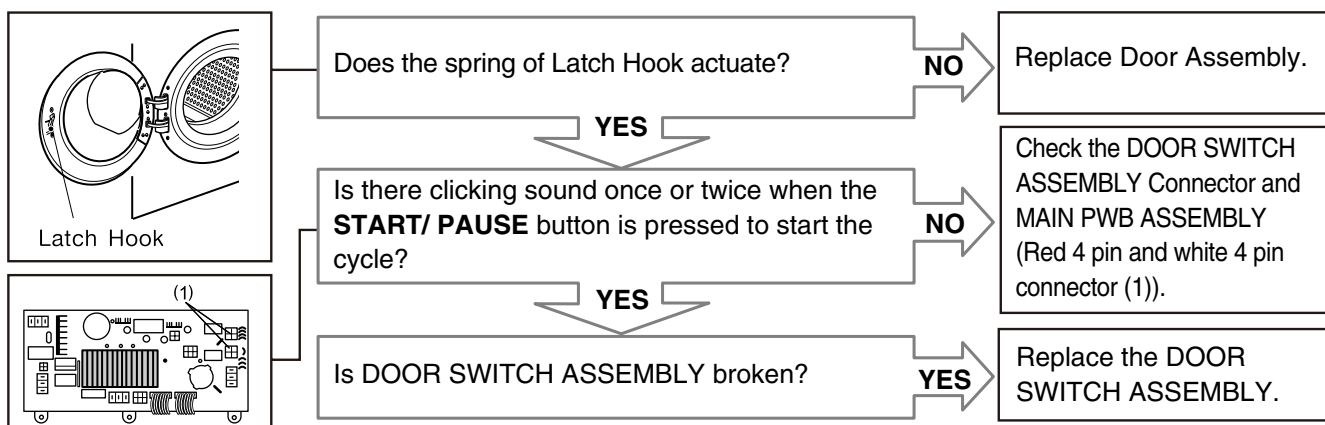 Latch Hook
(1)
Does the spring of Latch Hook actuate?
NO
Replace Door Assembly.
YES
Is there clicking sound once or twice when the
START/ PAUSE button is pressed to start the
cycle?
NO
Check the DOOR SWITCH
ASSEMBLY Connector and
MAIN PWB ASSEMBLY
(Red 4 pin and white 4 pin
connector (1)).
YES
Is DOOR SWITCH ASSEMBLY broken?
YES
Replace the DOOR
SWITCH ASSEMBLY.